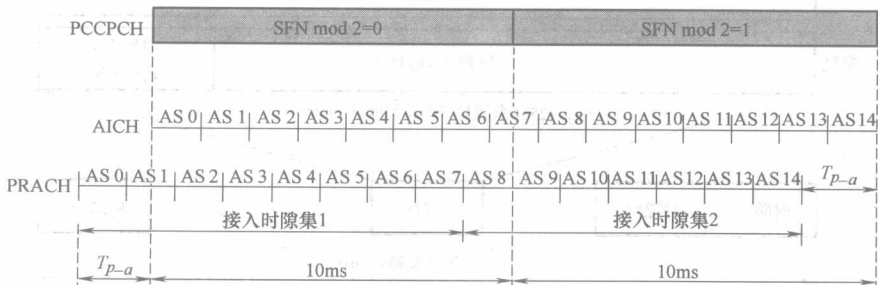 PCCPCH SFN mod 2=0 SFN mod 2=1
AICH AS 0 AS 1 AS 2 AS 3 AS 4 AS 5 AS 6 AS 7 AS 8 AS 9 AS 10 AS 11 AS 12 AS 13 AS 14
PRACH AS 0 AS 1 AS 2 AS 3 AS 4 AS 5 AS 6 AS 7 AS 8 AS 9 AS 10 AS 11 AS 12 AS 13 AS 14 Tp–a
接入时隙集1 接入时隙集2
Tp–a 10ms 10ms